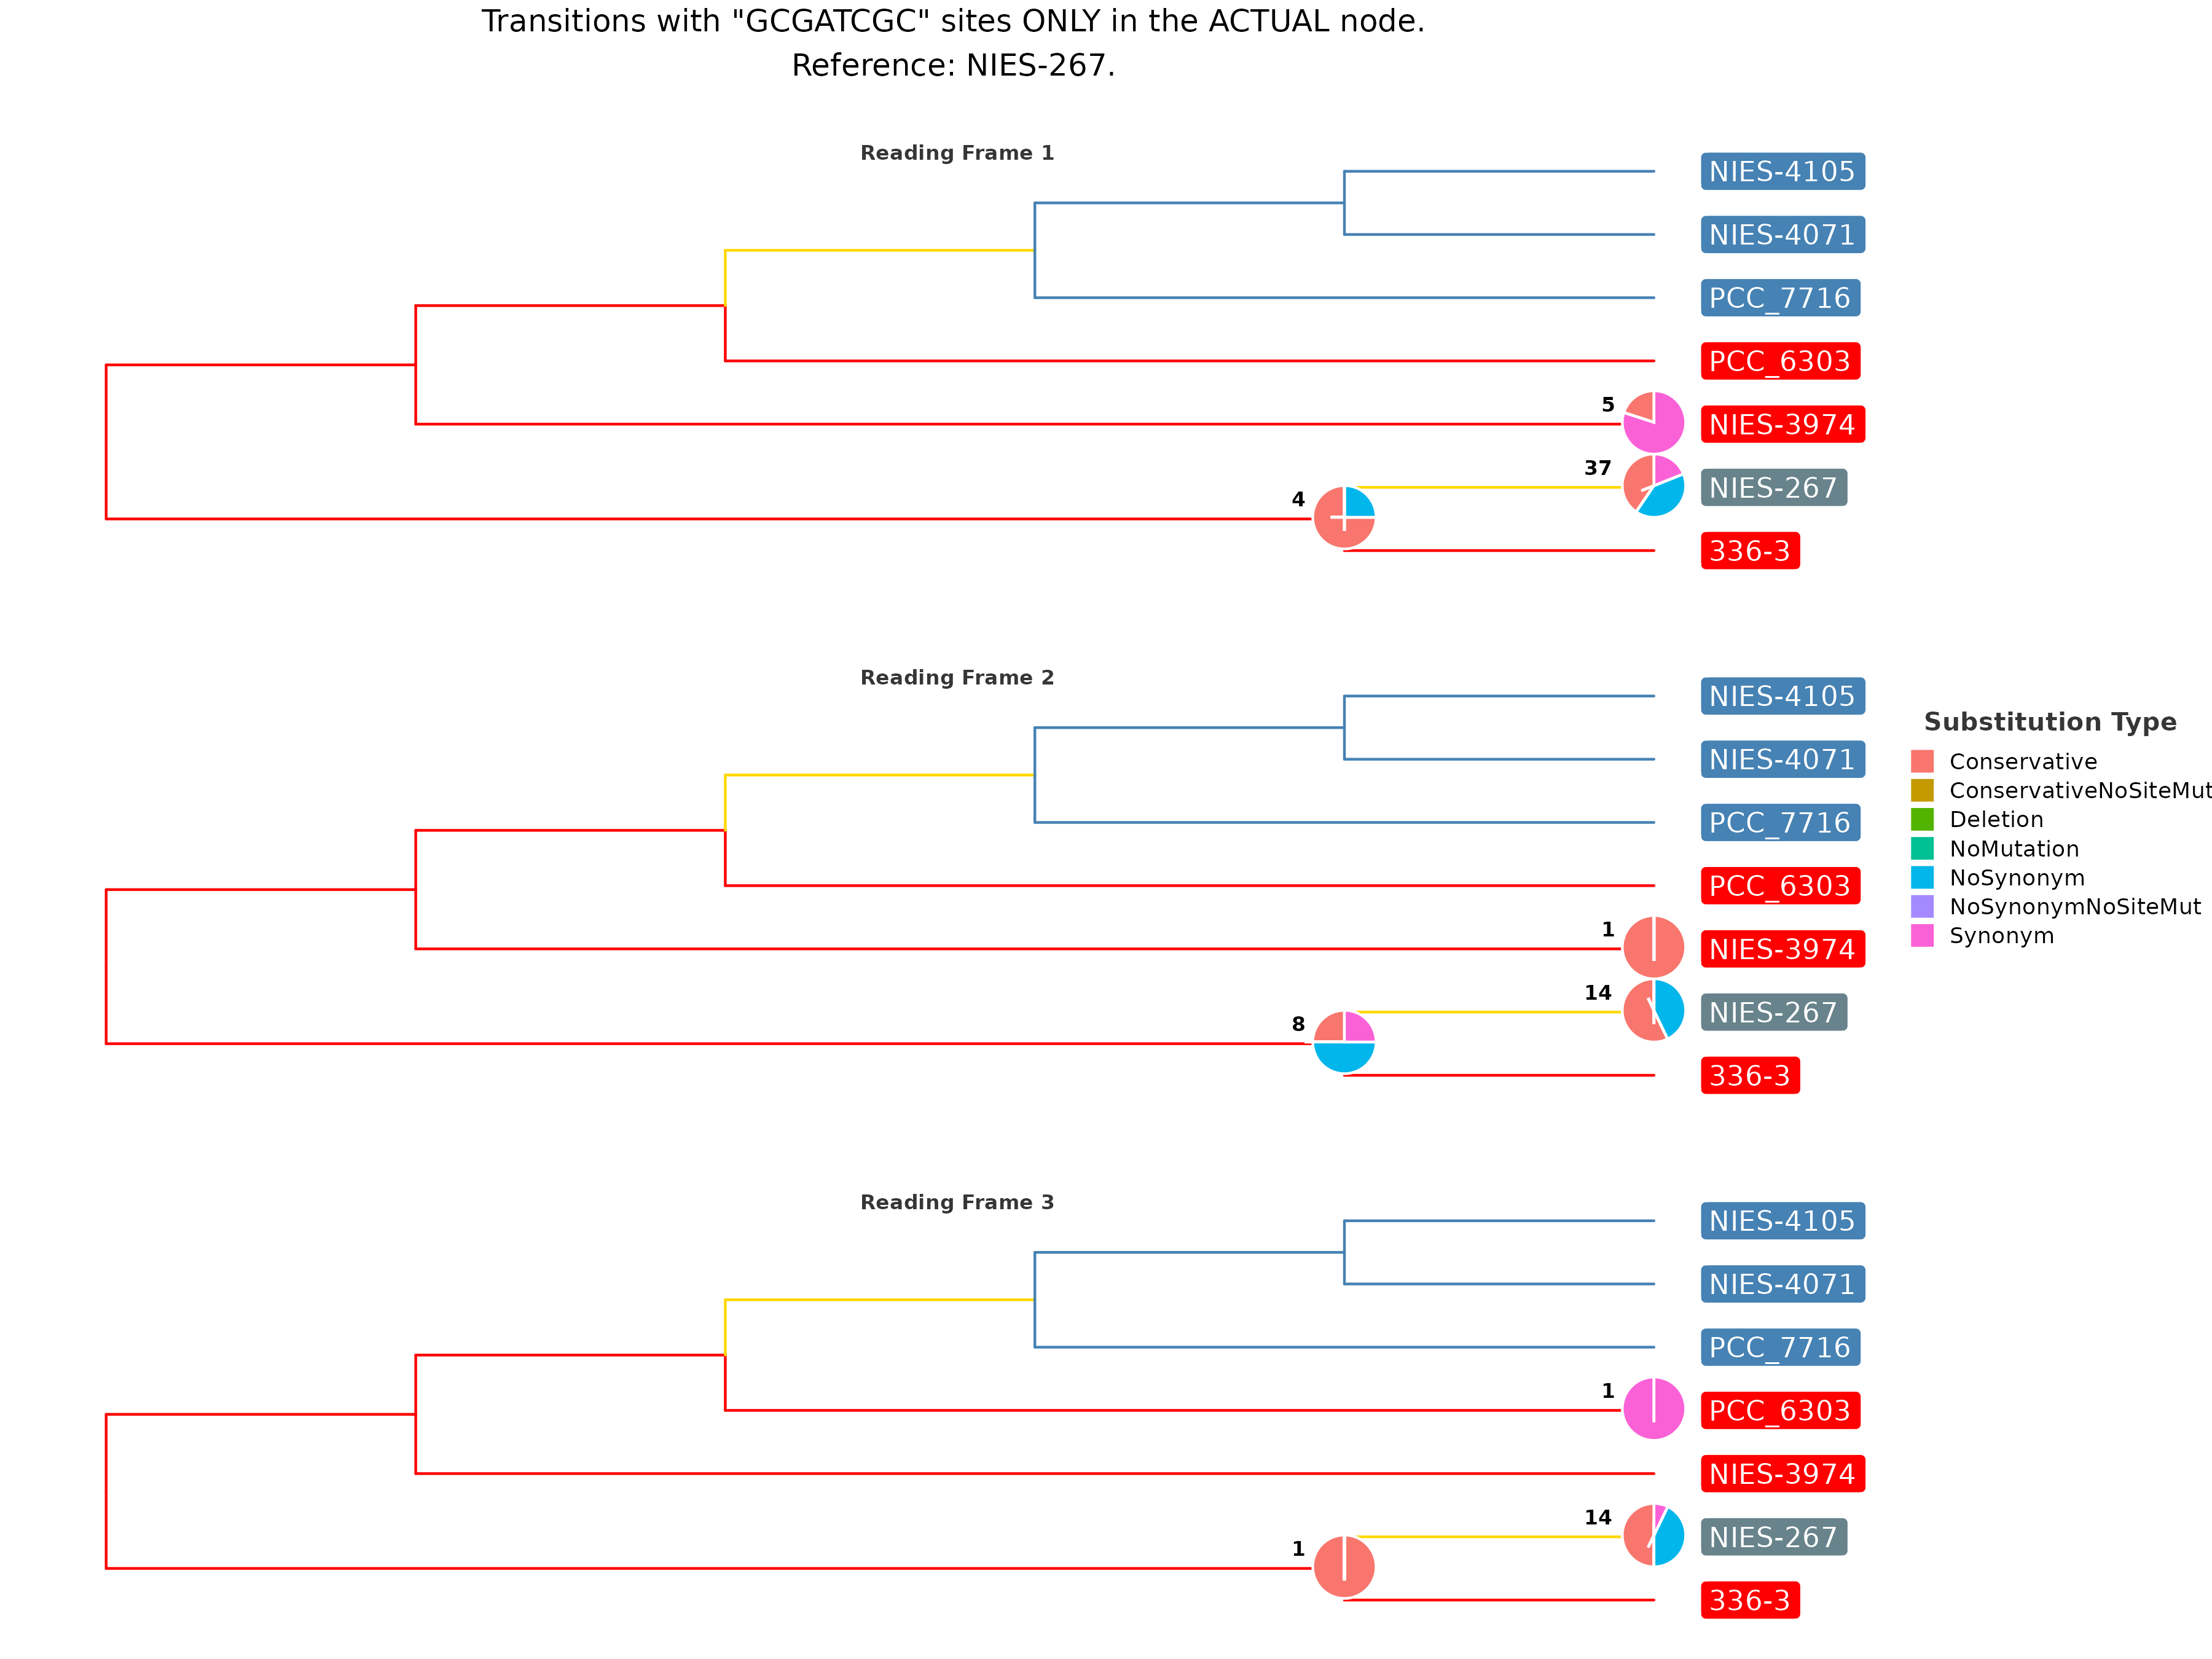 Transitions with "GCGATCGC" sites ONLY in the ACTUAL node.
Reference: NIES-267.
Reading Frame 1
NIES-4105
NIES-4071
PCC_7716
PCC_6303
5
NIES-3974
37
NIES-267
4
336-3
Reading Frame 2
NIES-4105
NIES-4071
PCC_7716
PCC_6303
1
NIES-3974
14
NIES-267
8
336-3
Substitution Type
Conservative
ConservativeNoSiteMut
Deletion
NoMutation
NoSynonym
NoSynonymNoSiteMut
Synonym
Reading Frame 3
NIES-4105
NIES-4071
PCC_7716
1
PCC_6303
NIES-3974
14
NIES-267
1
336-3